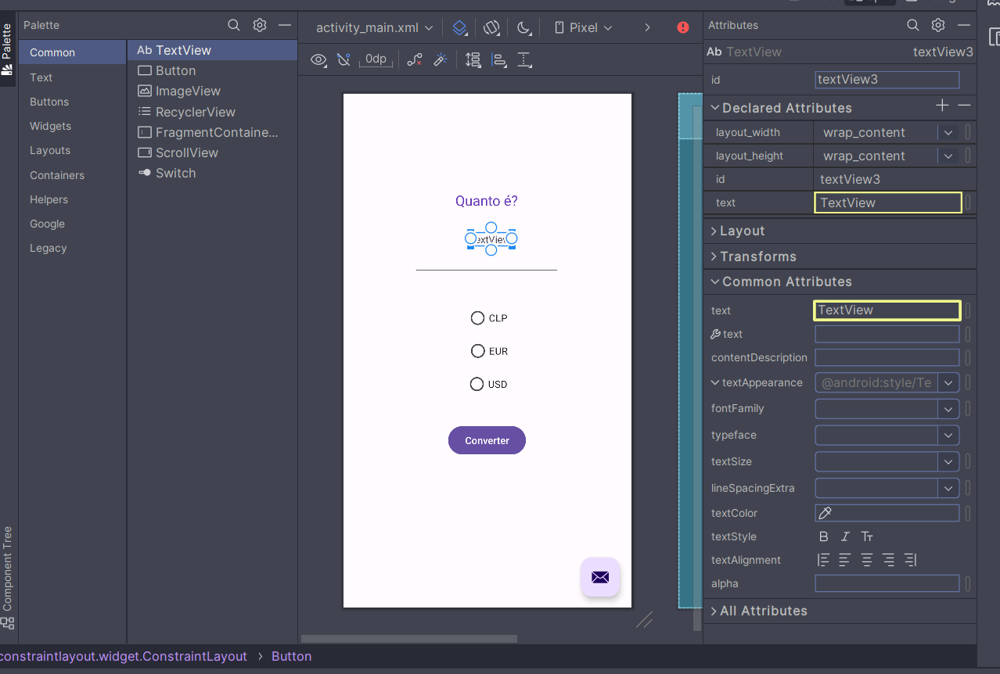 Palette
Palette
Component Tree
Common
Text
Buttons
Widgets
Layouts
Containers
Helpers
Google
Legacy
Ab TextView
Button
ImageView
RecyclerView
FragmentContaine...
ScrollView
Switch
activity_main.xml
Pixel
0dp
Quanto é?
CLP
EUR
USD
Converter
Attributes
Ab TextView textView3
id textView3
Declared Attributes
layout_width wrap_content
layout_height wrap_content
id textView3
text TextView
Layout
Transforms
Common Attributes
text TextView
text
contentDescription
textAppearance @android:style/Te
fontFamily
typeface
textSize
lineSpacingExtra
textColor
textStyle B I Tт
textAlignment
alpha
All Attributes
constraintlayout.widget.ConstraintLayout › Button